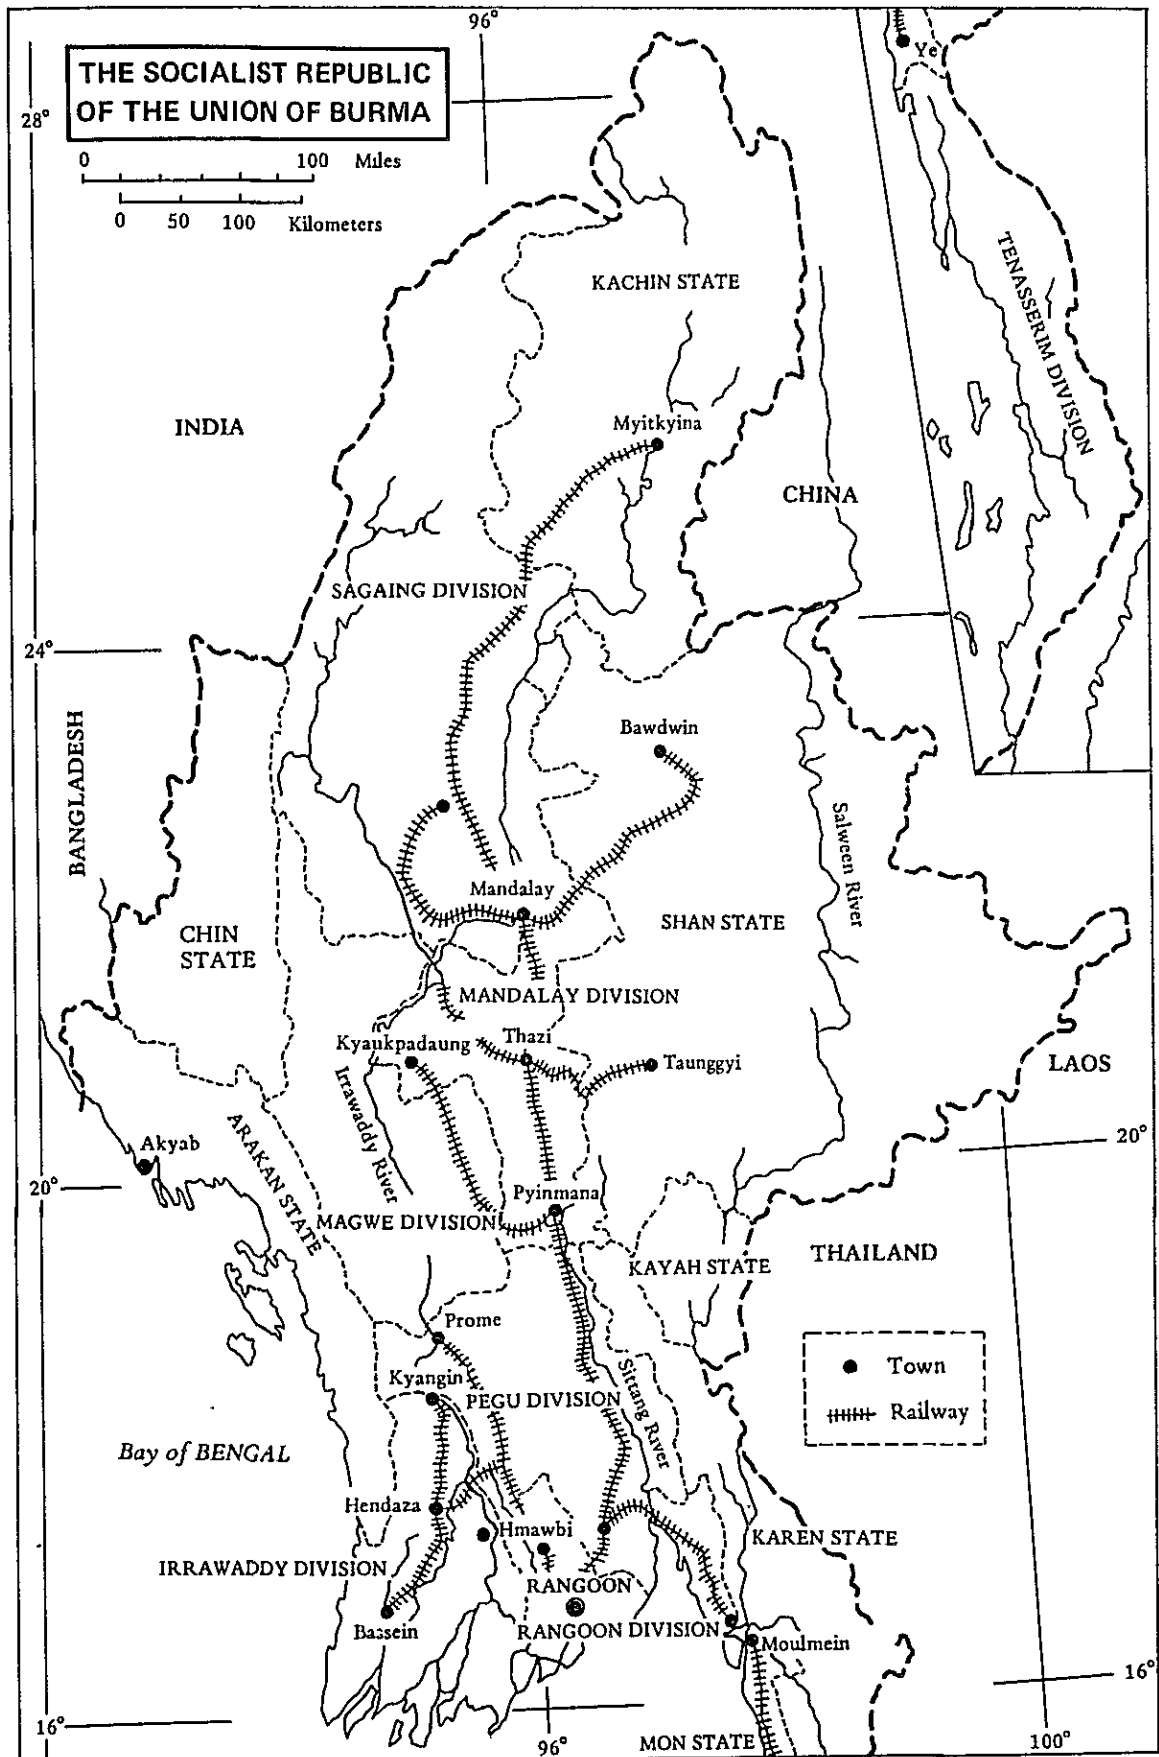 96°
THE SOCIALIST REPUBLIC
OF THE UNION OF BURMA
28°
0 100 Miles
0 50 100 Kilometers
Ye
TENASSERIM DIVISION
KACHIN STATE
INDIA
Myitkyina
CHINA
SAGAING DIVISION
24°
BANGLADESH
Bawdwin
Salween River
Mandalay
CHIN
STATE
SHAN STATE
MANDALAY DIVISION
Kyaukpadaung
Thazi
Taunggyi
LAOS
Irrawaddy River
ARAKAN STATE
Akyab
20°
20°
Pyinmana
MAGWE DIVISION
KAYAH STATE
THAILAND
Prome
Town
Railway
Kyangin
PEGU DIVISION
Sittang River
Bay of BENGAL
Hendaza
Hmawbi
KAREN STATE
IRRAWADDY DIVISION
RANGOON
Bassein
RANGOON DIVISION
Moulmein
16°
16°
96°
MON STATE
100°